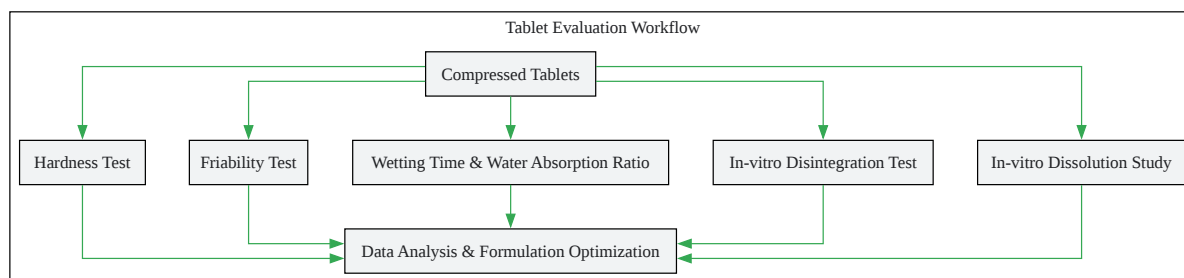 Tablet Evaluation Workflow
Compressed Tablets
Hardness Test
Friability Test
Wetting Time & Water Absorption Ratio
In-vitro Disintegration Test
In-vitro Dissolution Study
Data Analysis & Formulation Optimization